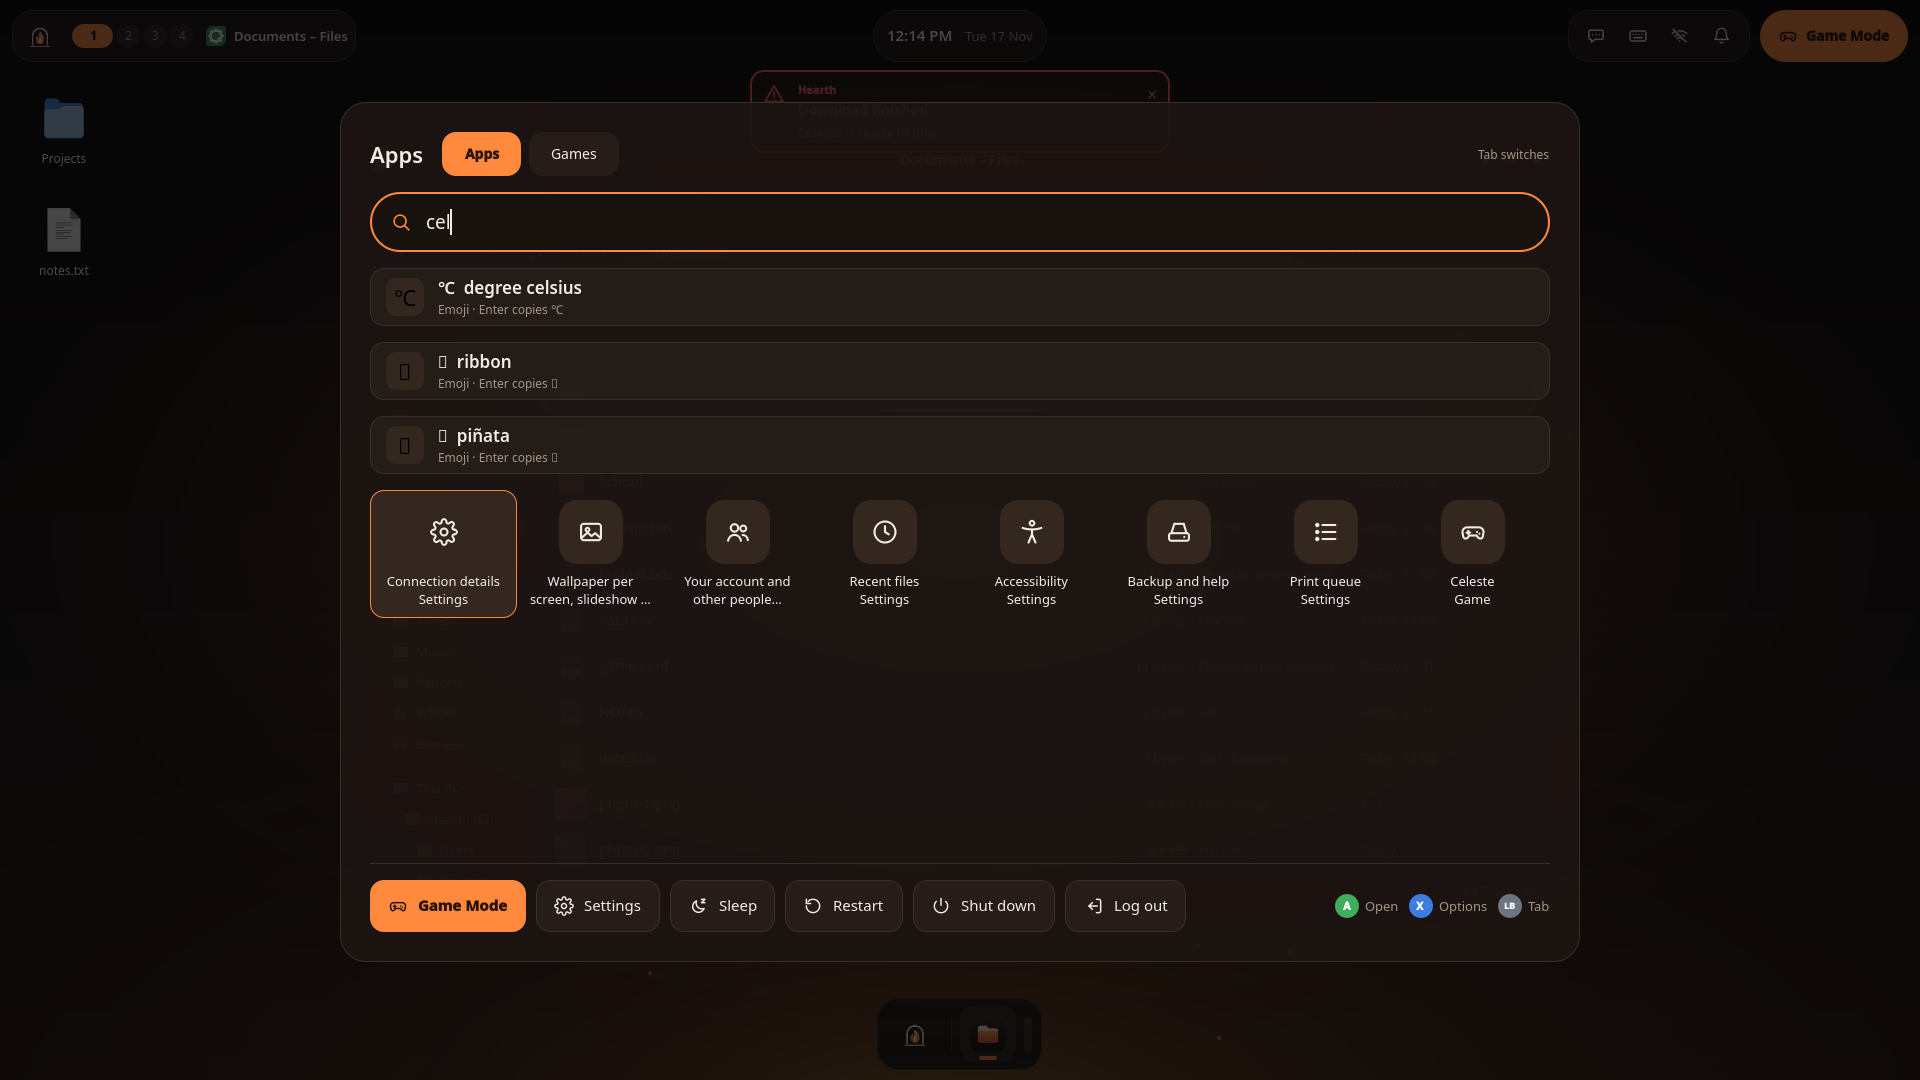 1 2 3 4 Documents – Files
12:14 PM Tue 17 Nov
Game Mode
Projects
notes.txt
Hearth
Download finished
Documents – Files
Apps Apps Games Tab switches
cel
°C degree celsius
Emoji · Enter copies °C
ribbon
Emoji · Enter copies
piñata
Emoji · Enter copies
Connection details
Settings
Wallpaper per
screen, slideshow ...
Your account and
other people...
Recent files
Settings
Accessibility
Settings
Backup and help
Settings
Print queue
Settings
Celeste
Game
Game Mode Settings Sleep Restart Shut down Log out
A Open X Options LB Tab